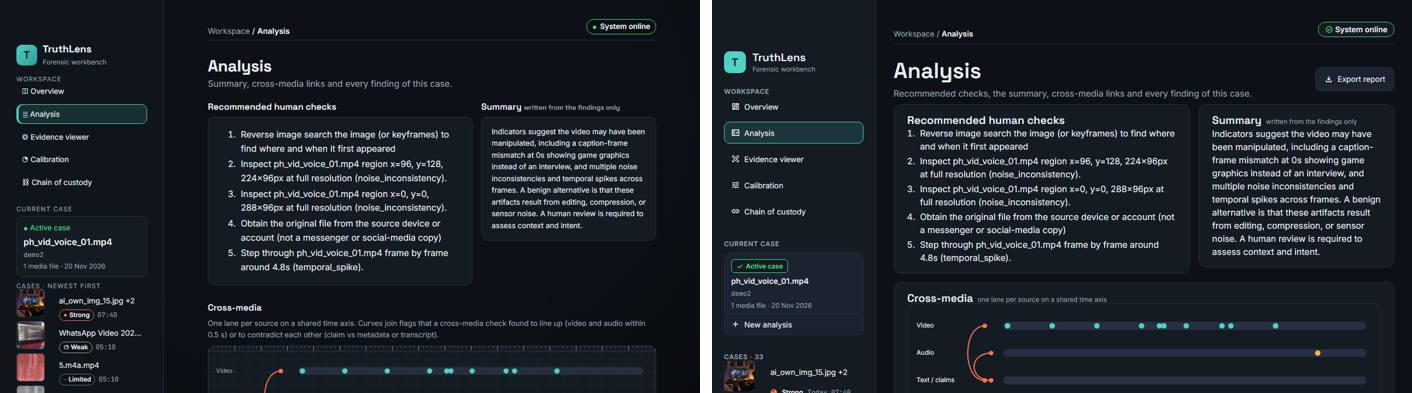 TruthLens
Forensic workbench
WORKSPACE
Overview
Analysis
Evidence viewer
Calibration
Chain of custody
CURRENT CASE
Active case
ph_vid_voice_01.mp4
demo2
1 media file · 20 Nov 2026
CASES · NEWEST FIRST
ai_own_img_15.jpg +2
Strong 07:40
WhatsApp Video 202...
Weak 05:10
5.m4a.mp4
Limited 05:10
Workspace / Analysis
System online
Analysis
Summary, cross-media links and every finding of this case.
Recommended human checks
1. Reverse image search the image (or keyframes) to
find where and when it first appeared
2. Inspect ph_vid_voice_01.mp4 region x=96, y=128,
224×96px at full resolution (noise_inconsistency).
3. Inspect ph_vid_voice_01.mp4 region x=0, y=0,
288×96px at full resolution (noise_inconsistency).
4. Obtain the original file from the source device or
account (not a messenger or social-media copy)
5. Step through ph_vid_voice_01.mp4 frame by frame
around 4.8s (temporal_spike).
Summary written from the findings only
Indicators suggest the video may have been
manipulated, including a caption-frame
mismatch at 0s showing game graphics
instead of an interview, and multiple noise
inconsistencies and temporal spikes across
frames. A benign alternative is that these
artifacts result from editing, compression, or
sensor noise. A human review is required to
assess context and intent.
Cross-media
One lane per source on a shared time axis. Curves join flags that a cross-media check found to line up (video and audio within
0.5 s) or to contradict each other (claim vs metadata or transcript).
Video
T
TruthLens
Forensic workbench
WORKSPACE
Overview
Analysis
Evidence viewer
Calibration
Chain of custody
CURRENT CASE
Active case
ph_vid_voice_01.mp4
demo2
1 media file · 20 Nov 2026
+ New analysis
CASES · 33
ai_own_img_15.jpg +2
Strong Today, 07:40
Workspace / Analysis
System online
Analysis
Export report
Recommended checks, the summary, cross-media links and every finding of this case.
Recommended human checks
1. Reverse image search the image (or keyframes) to find where
and when it first appeared
2. Inspect ph_vid_voice_01.mp4 region x=96, y=128, 224×96px
at full resolution (noise_inconsistency).
3. Inspect ph_vid_voice_01.mp4 region x=0, y=0, 288×96px at
full resolution (noise_inconsistency).
4. Obtain the original file from the source device or account (not
a messenger or social-media copy)
5. Step through ph_vid_voice_01.mp4 frame by frame around
4.8s (temporal_spike).
Summary written from the findings only
Indicators suggest the video may have
been manipulated, including a caption-
frame mismatch at 0s showing game
graphics instead of an interview, and
multiple noise inconsistencies and
temporal spikes across frames. A benign
alternative is that these artifacts result
from editing, compression, or sensor
noise. A human review is required to
assess context and intent.
Cross-media one lane per source on a shared time axis
Video
Audio
Text / claims